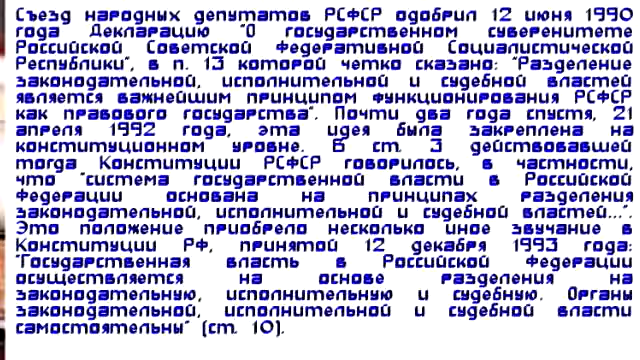 Съезд народных депутатов РСФСР одобрил 12 июня 1990
года Декларацию "О государственном суверенитете
Российской Советской Федеративной Социалистической
Республики", в п. 13 которой четко сказано: "Разделение
законодательной, исполнительной и судебной властей
является важнейшим принципом функционирования РСФСР
как правового государства". Почти два года спустя, 21
апреля 1992 года, эта идея была закреплена на
конституционном уровне. В ст. 3 действовавшей
тогда Конституции РСФСР говорилось, в частности,
что "система государственной власти в Российской
Федерации основана на принципах разделения
законодательной, исполнительной и судебной властей...".
Это положение приобрело несколько иное звучание в
Конституции РФ, принятой 12 декабря 1993 года:
"Государственная власть в Российской Федерации
осуществляется на основе разделения на
законодательную, исполнительную и судебную. Органы
законодательной, исполнительной и судебной власти
самостоятельны" (ст. 10).